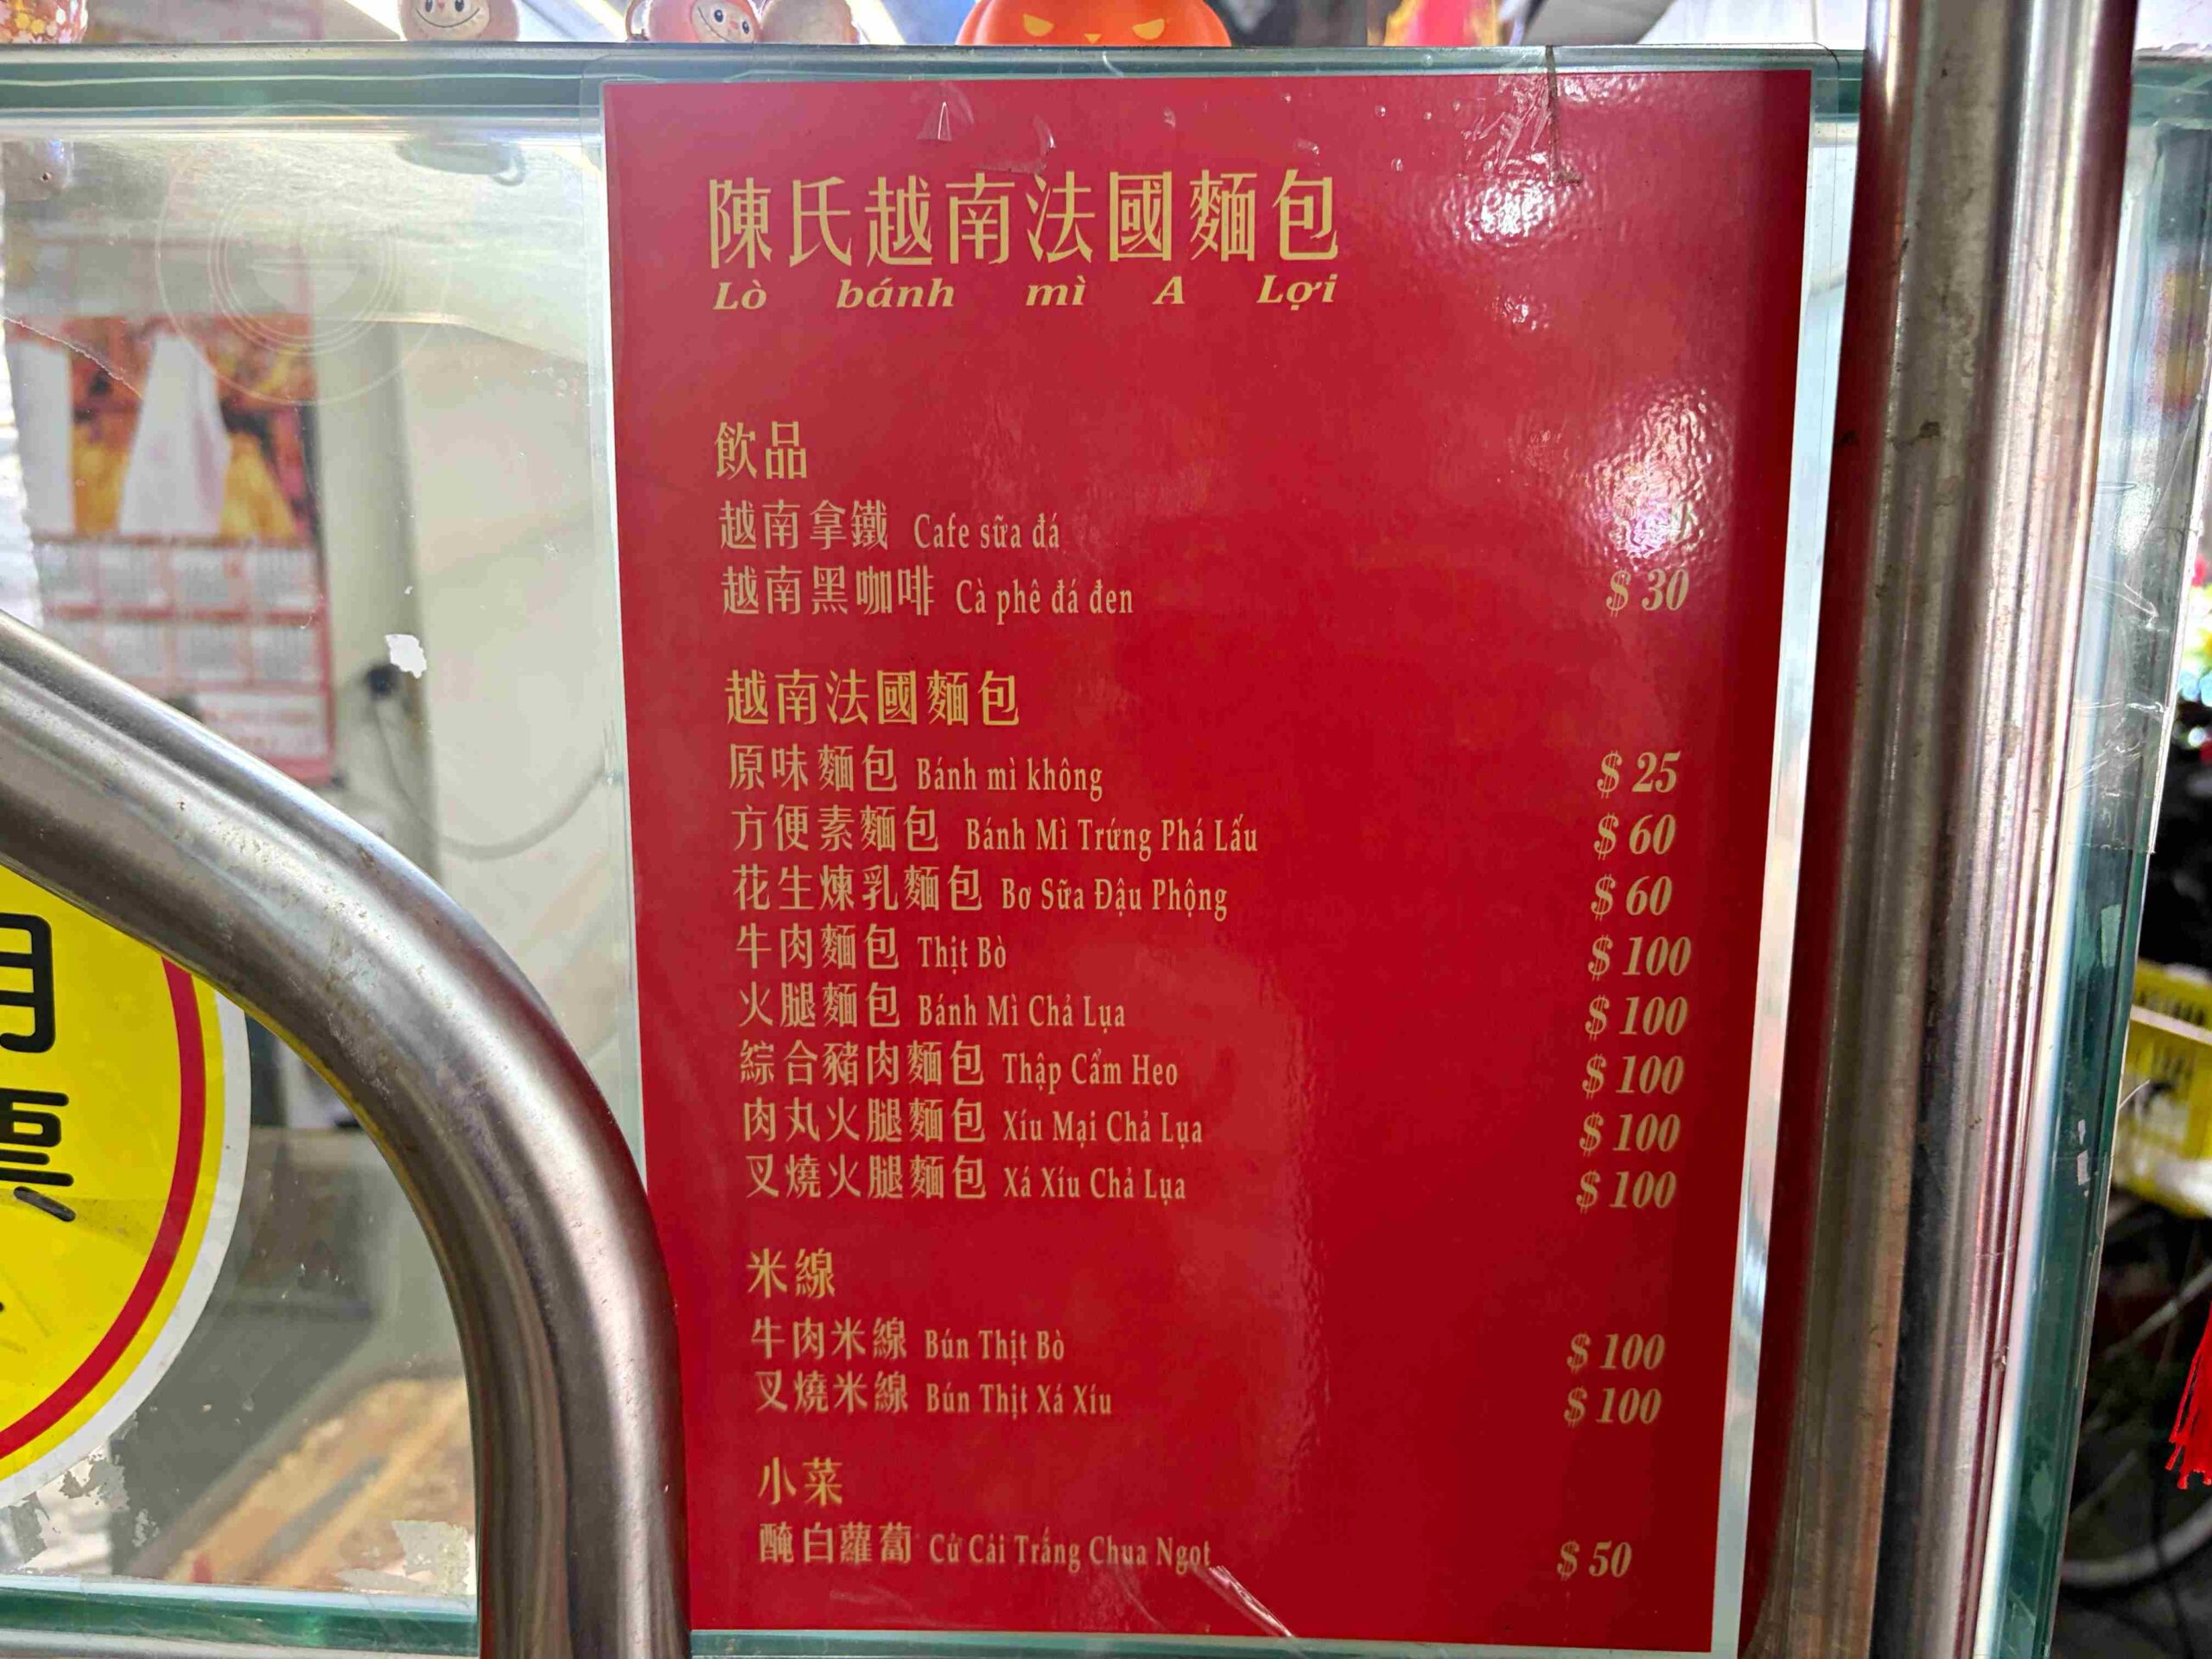 陳氏越南法國麵包
Lò bánh mì A Lợi
飲品
越南拿鐵 Cafe sữa đá
越南黑咖啡 Cà phê đá đen $ 30
越南法國麵包
原味麵包 Bánh mì không $ 25
方便素麵包 Bánh Mì Trứng Phá Lấu $ 60
花生煉乳麵包 Bơ Sữa Đậu Phộng $ 60
牛肉麵包 Thịt Bò $ 100
火腿麵包 Bánh Mì Chả Lụa $ 100
綜合豬肉麵包 Thập Cẩm Heo $ 100
肉丸火腿麵包 Xíu Mại Chả Lụa $ 100
叉燒火腿麵包 Xá Xíu Chả Lụa $ 100
米線
牛肉米線 Bún Thịt Bò $ 100
叉燒米線 Bún Thịt Xá Xíu $ 100
小菜
醃白蘿蔔 Củ Cải Trắng Chua Ngọt $ 50